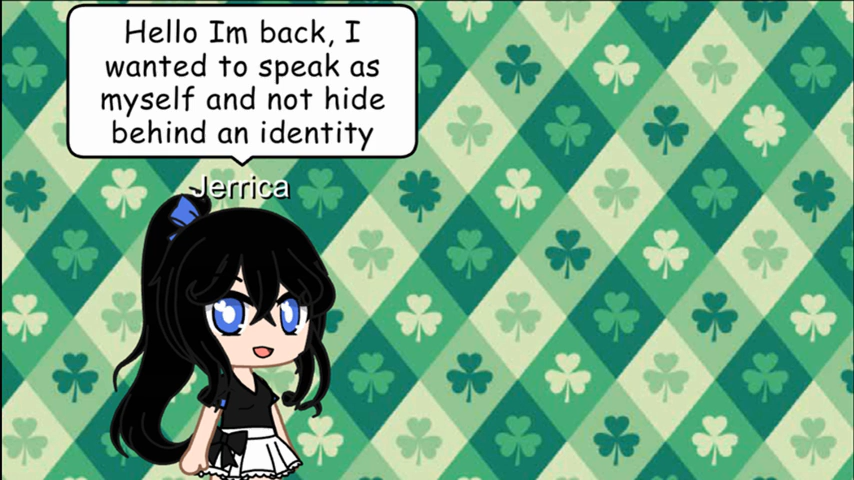 Hello Im back, I
wanted to speak as
myself and not hide
behind an identity
Jerrica